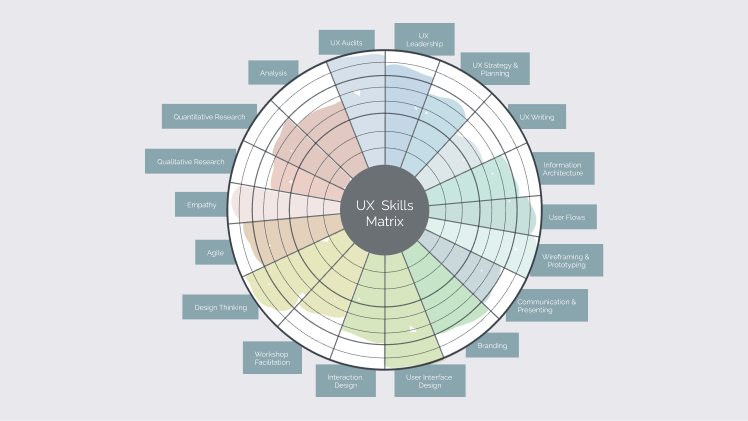 UX Skills
Matrix
UX Audits
UX
Leadership
UX Strategy &
Planning
UX Writing
Information
Architecture
User Flows
Wireframing &
Prototyping
Communication &
Presenting
Branding
User Interface
Design
Interaction
Design
Workshop
Facilitation
Design Thinking
Agile
Empathy
Qualitative Research
Quantitative Research
Analysis